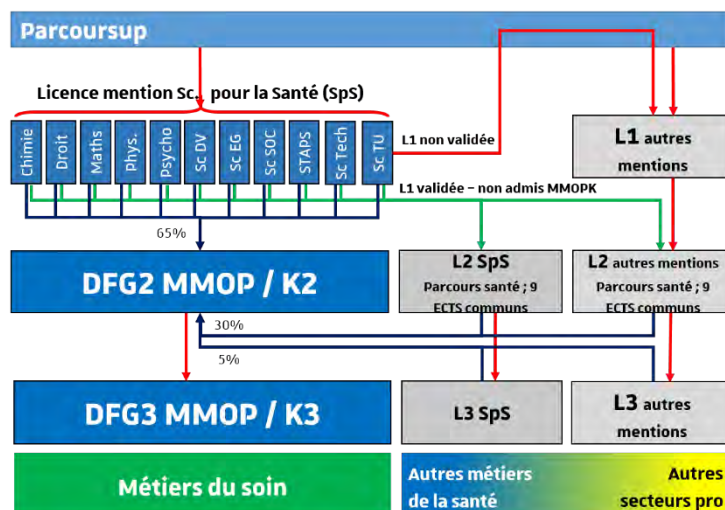 Parcoursup
Licence mention Sc. pour la Santé (SpS)
Chimie
Droit
Maths
Phys.
Psycho
Sc DV
Sc EG
Sc SOC
STAPS
Sc Tech
Sc TU
L1 non validée
L1 autres
mentions
L1 validée – non admis MMOPK
65%
DFG2 MMOP / K2
L2 SpS
Parcours santé ; 9
ECTS communs
L2 autres mentions
Parcours santé ; 9
ECTS communs
30%
5%
DFG3 MMOP / K3
L3 SpS
L3 autres
mentions
Métiers du soin
Autres métiers
de la santé
Autres
secteurs pro